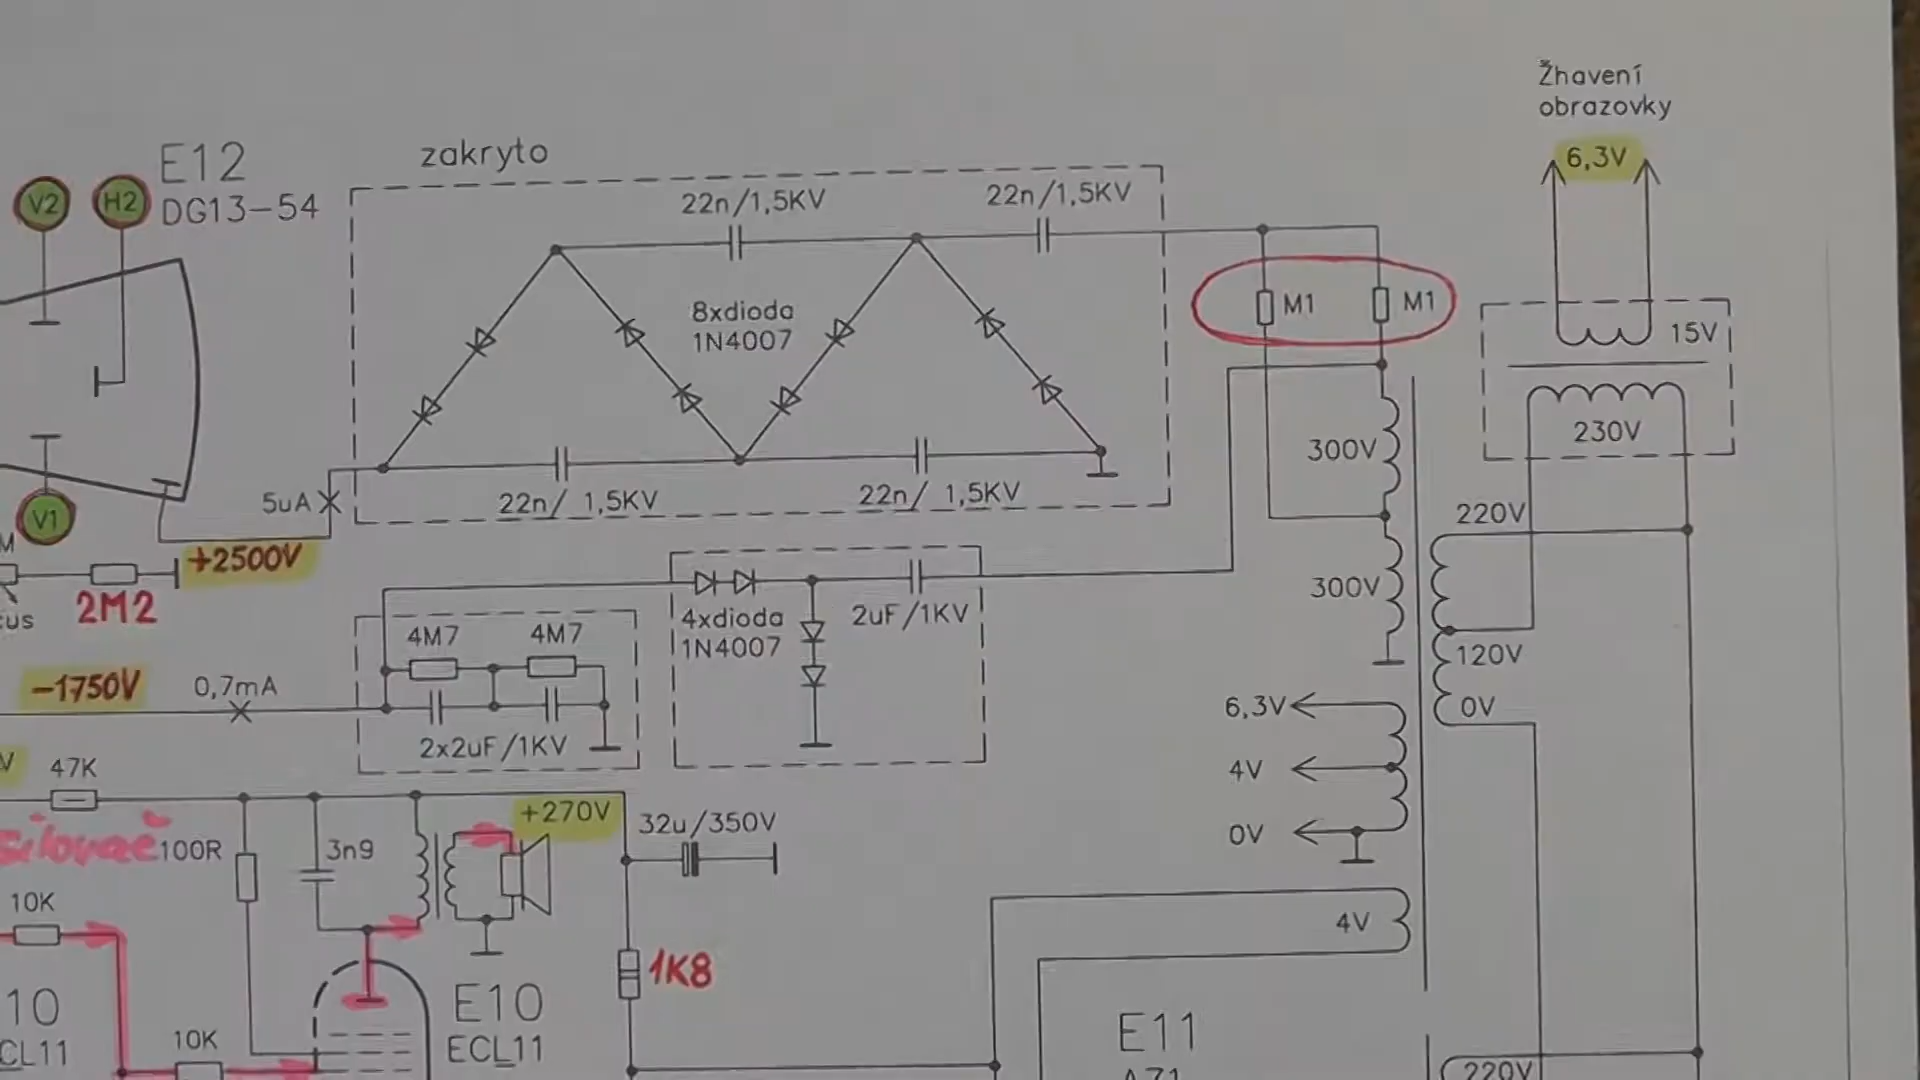 Žhavení
obrazovky
6,3V
15V
230V
E12
DG13-54
V2
H2
zakryto
22n/1,5KV
22n/1,5KV
8xdioda
1N4007
M1
M1
22n/ 1,5KV
22n/ 1,5KV
5uA
V1
+2500V
2M2
cus
300V
300V
220V
120V
0V
4xdioda
1N4007
2uF/1KV
4M7
4M7
2x2uF/1KV
-1750V
0,7mA
6,3V
4V
0V
4V
V
47K
100R
3n9
+270V
32u/350V
10K
1K8
10
CL11
10K
E10
ECL11
E11
220V